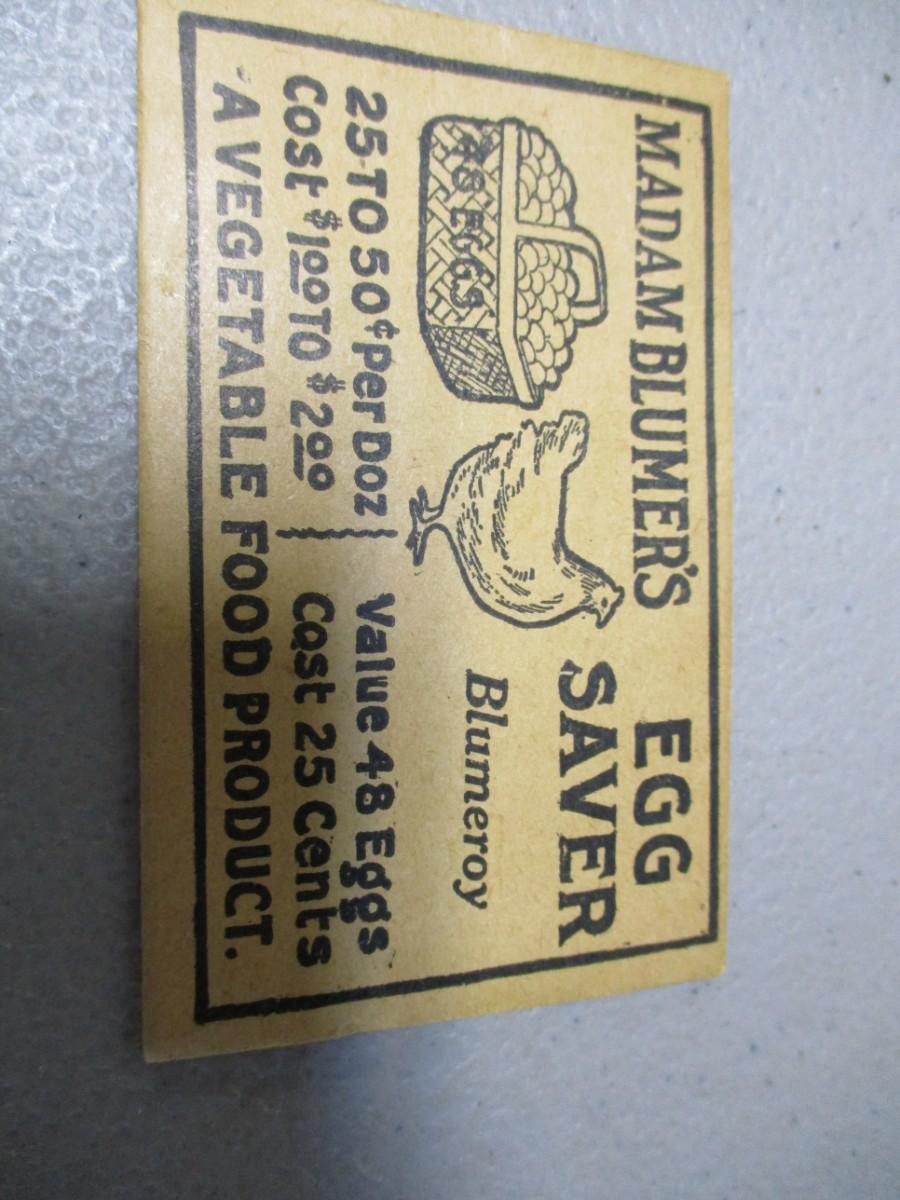 MADAM BLUMER'S
EGG
SAVER
48 EGGS
Blumeroy
25 TO 50¢ Per DOZ
Cost $1.00 TO $2.00
Value 48 Eggs
Cost 25 Cents
A VEGETABLE FOOD PRODUCT.